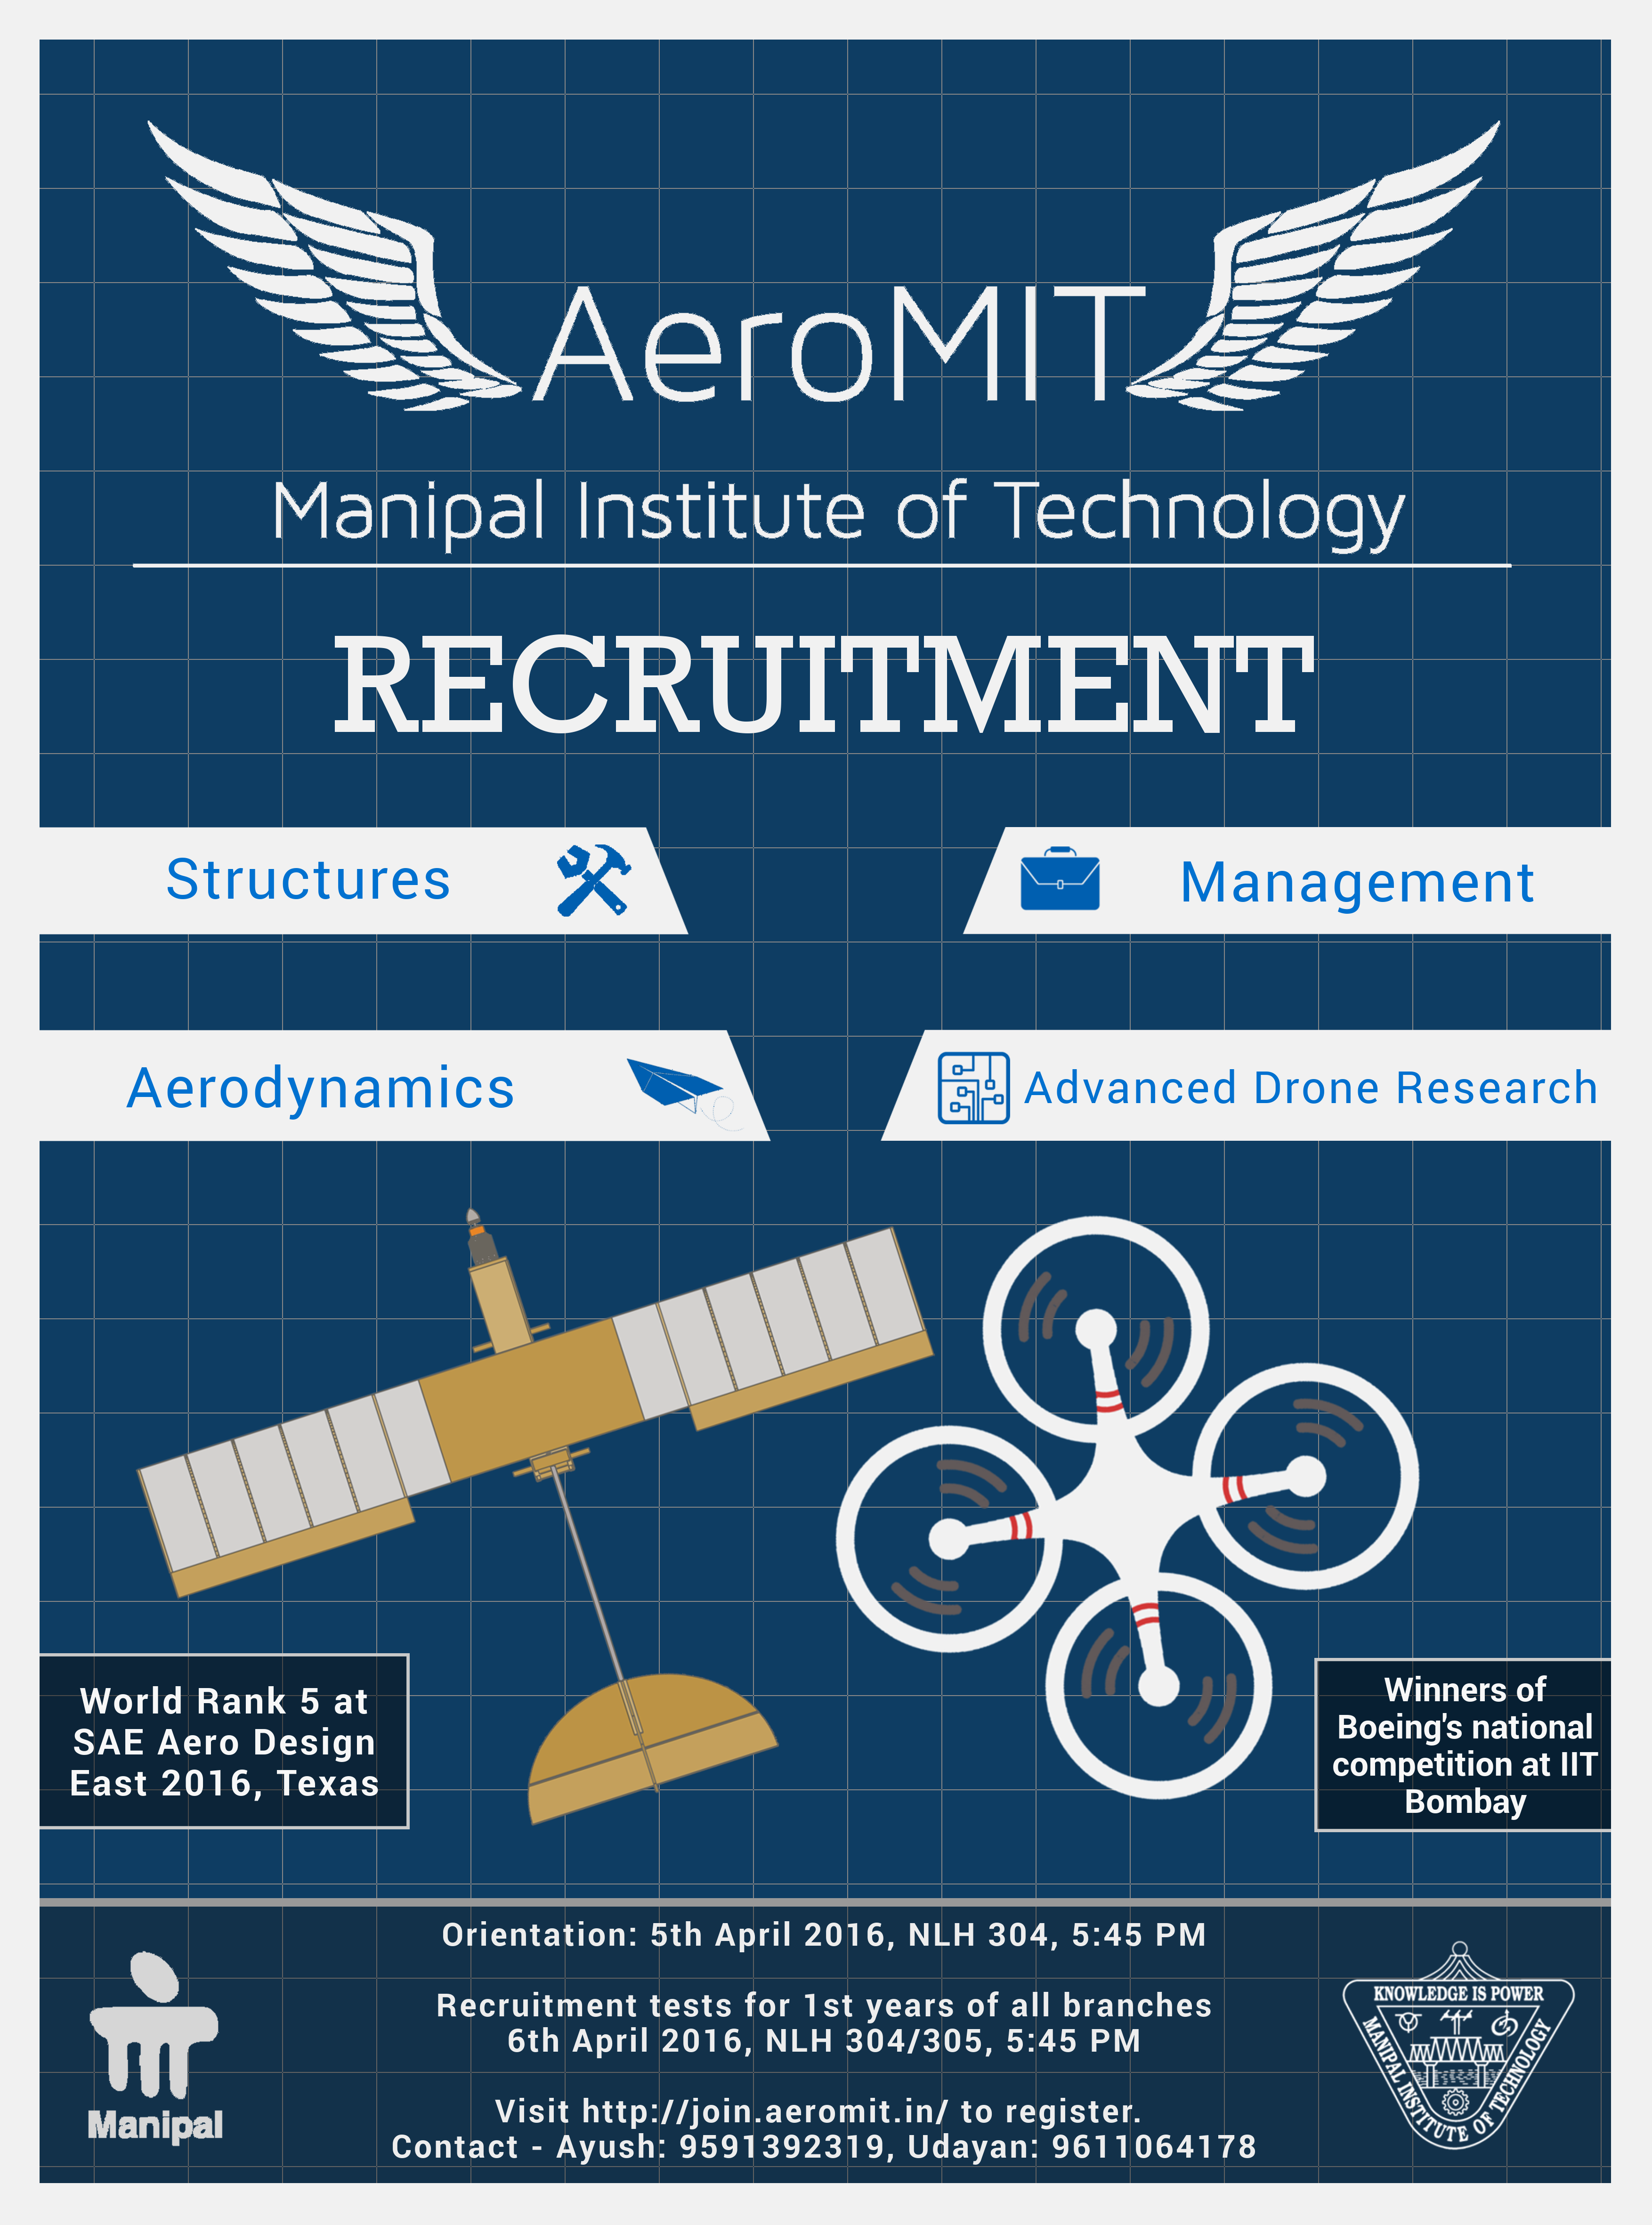 AeroMIT
Manipal Institute of Technology
RECRUITMENT
Structures
Management
Aerodynamics
Advanced Drone Research
World Rank 5 at
SAE Aero Design
East 2016, Texas
Winners of
Boeing's national
competition at IIT
Bombay
Orientation: 5th April 2016, NLH 304, 5:45 PM
Recruitment tests for 1st years of all branches
6th April 2016, NLH 304/305, 5:45 PM
Visit http://join.aeromit.in/ to register.
Contact - Ayush: 9591392319, Udayan: 9611064178
Manipal
KNOWLEDGE IS POWER
MANIPAL INSTITUTE OF TECHNOLOGY